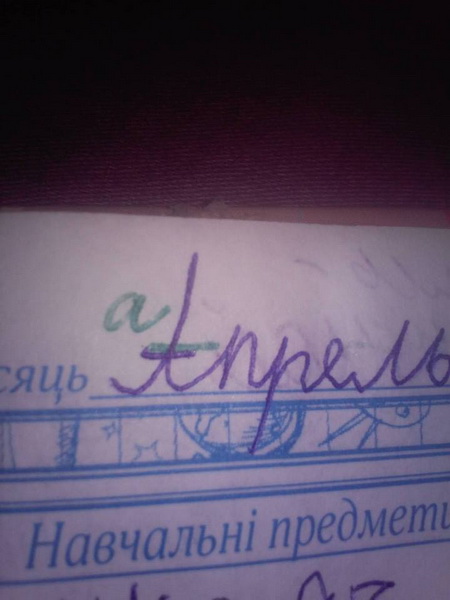 а
сяць Апрель
Навчальні предмети